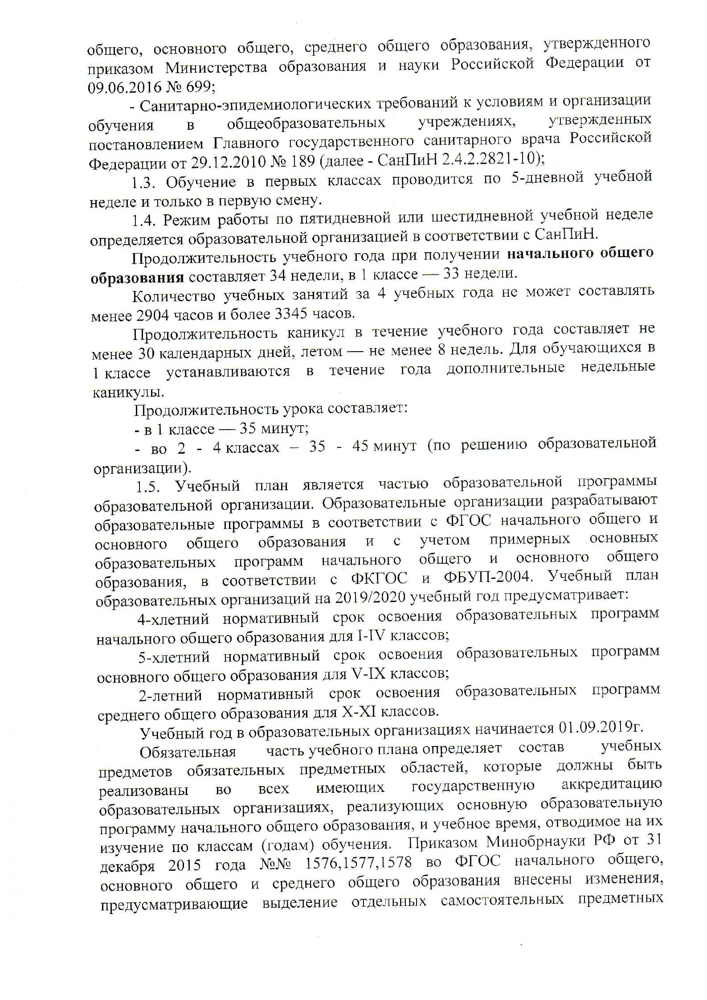 общего, основного общего, среднего общего образования, утвержденного
приказом Министерства образования и науки Российской Федерации от
09.06.2016 № 699;
- Санитарно-эпидемиологических требований к условиям и организации
обучения в общеобразовательных учреждениях, утвержденных
постановлением Главного государственного санитарного врача Российской
Федерации от 29.12.2010 № 189 (далее - СанПиН 2.4.2.2821-10);
1.3. Обучение в первых классах проводится по 5-дневной учебной
неделе и только в первую смену.
1.4. Режим работы по пятидневной или шестидневной учебной неделе
определяется образовательной организацией в соответствии с СанПиН.
Продолжительность учебного года при получении начального общего
образования составляет 34 недели, в 1 классе — 33 недели.
Количество учебных занятий за 4 учебных года не может составлять
менее 2904 часов и более 3345 часов.
Продолжительность каникул в течение учебного года составляет не
менее 30 календарных дней, летом — не менее 8 недель. Для обучающихся в
1 классе устанавливаются в течение года дополнительные недельные
каникулы.
Продолжительность урока составляет:
- в 1 классе — 35 минут;
- во 2 - 4 классах – 35 - 45 минут (по решению образовательной
организации).
1.5. Учебный план является частью образовательной программы
образовательной организации. Образовательные организации разрабатывают
образовательные программы в соответствии с ФГОС начального общего и
основного общего образования и с учетом примерных основных
образовательных программ начального общего и основного общего
образования, в соответствии с ФКГОС и ФБУП-2004. Учебный план
образовательных организаций на 2019/2020 учебный год предусматривает:
4-хлетний нормативный срок освоения образовательных программ
начального общего образования для I-IV классов;
5-хлетний нормативный срок освоения образовательных программ
основного общего образования для V-IX классов;
2-летний нормативный срок освоения образовательных программ
среднего общего образования для X-XI классов.
Учебный год в образовательных организациях начинается 01.09.2019г.
Обязательная часть учебного плана определяет состав учебных
предметов обязательных предметных областей, которые должны быть
реализованы во всех имеющих государственную аккредитацию
образовательных организациях, реализующих основную образовательную
программу начального общего образования, и учебное время, отводимое на их
изучение по классам (годам) обучения. Приказом Минобрнауки РФ от 31
декабря 2015 года №№ 1576,1577,1578 во ФГОС начального общего,
основного общего и среднего общего образования внесены изменения,
предусматривающие выделение отдельных самостоятельных предметных